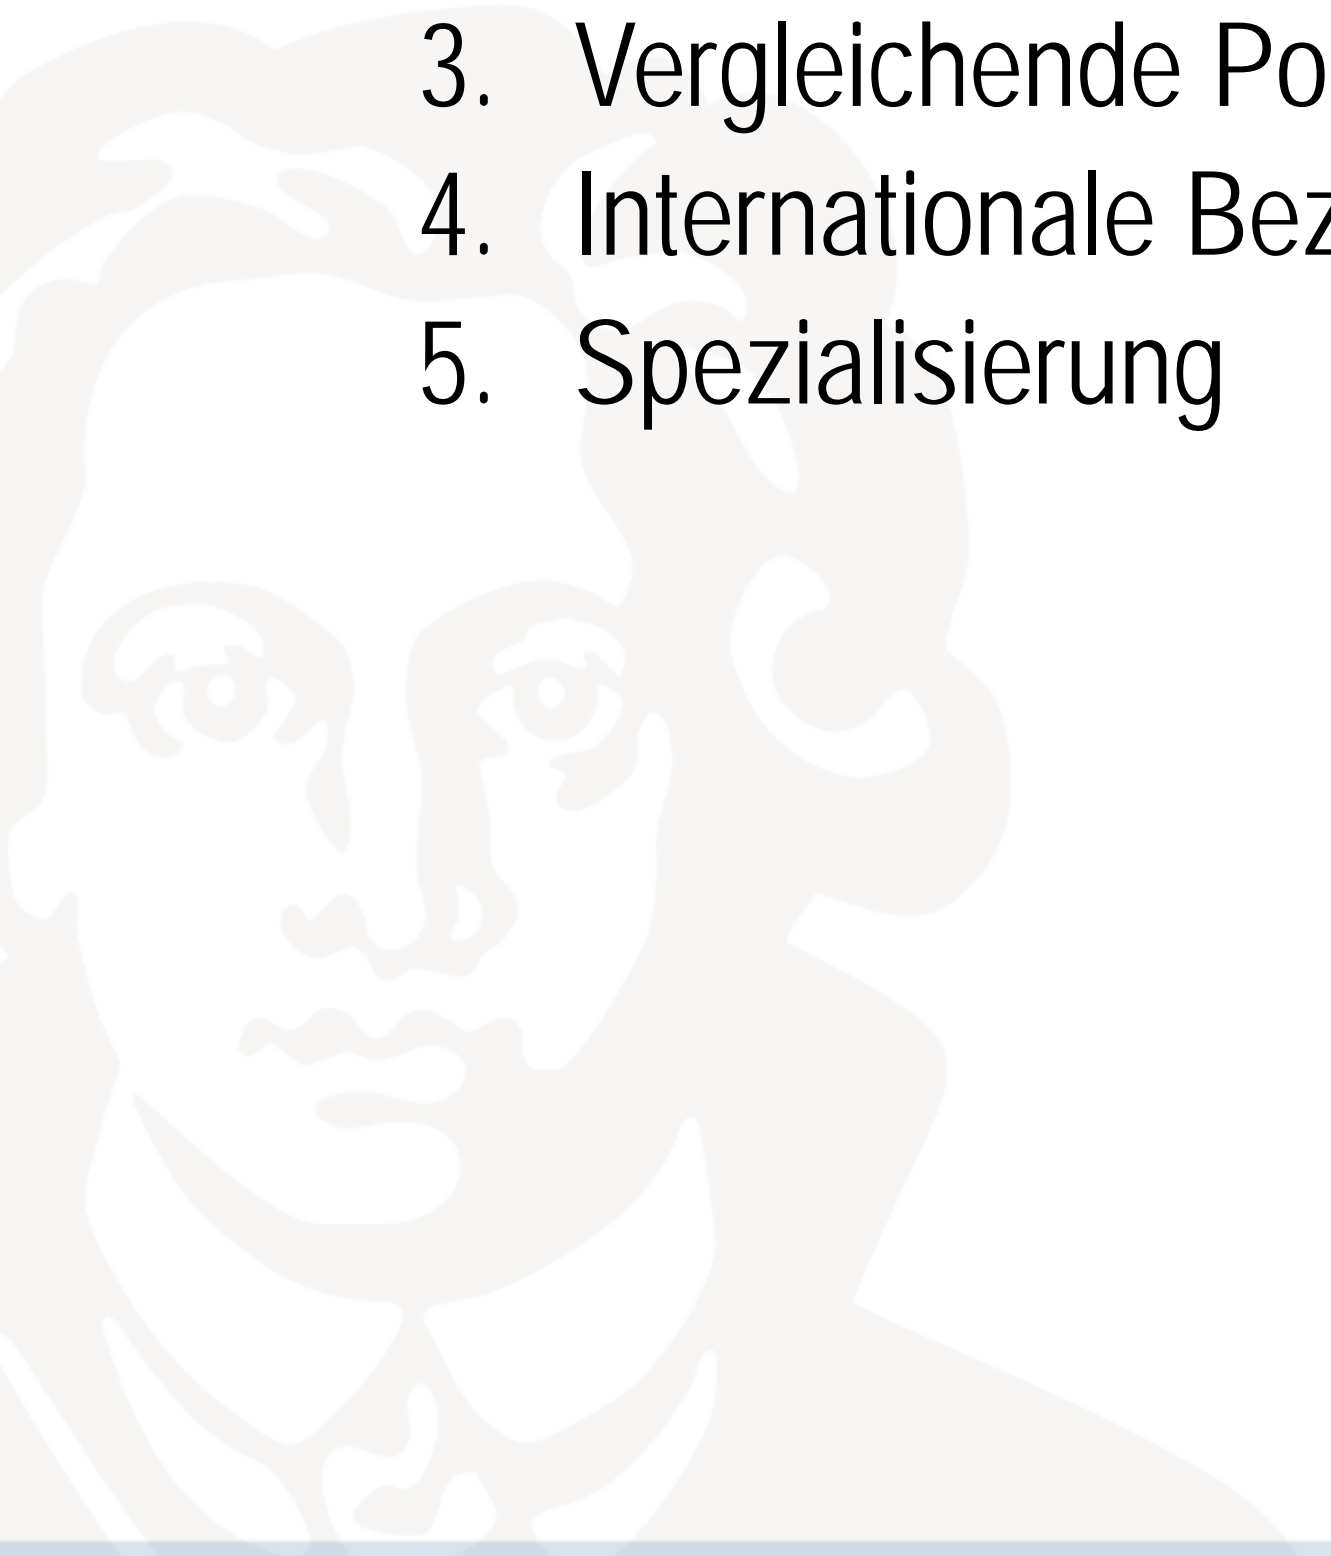 3. Vergleichende Po
4. Internationale Bez
5. Spezialisierung